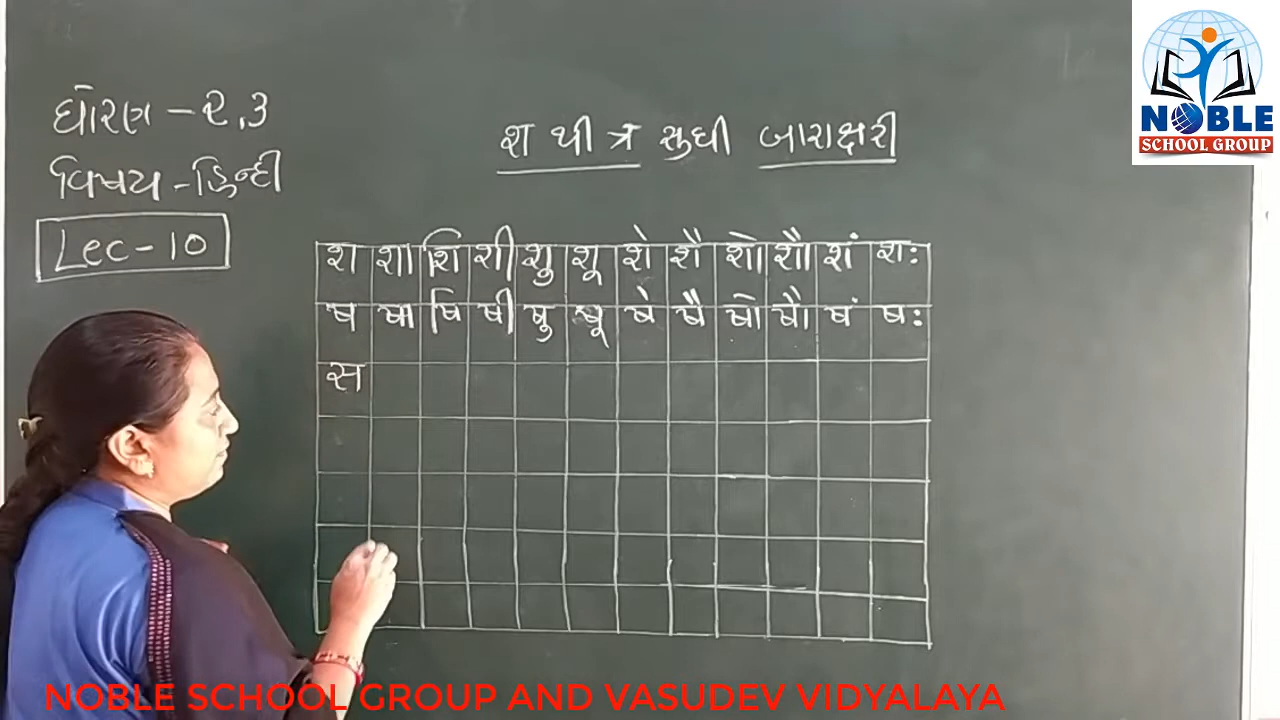 ધોરણ - ૨,૩
વિષય - હિન્દી
Lec - 10
श થી त्र સુધી બારાક્ષરી
श शा शि शी शु शू शे शै शो शौ शं शः
ष षा षि षी षु षू षे षै षो षौ षं षः
स
NOBLE
SCHOOL GROUP
NOBLE SCHOOL GROUP AND VASUDEV VIDYALAYA